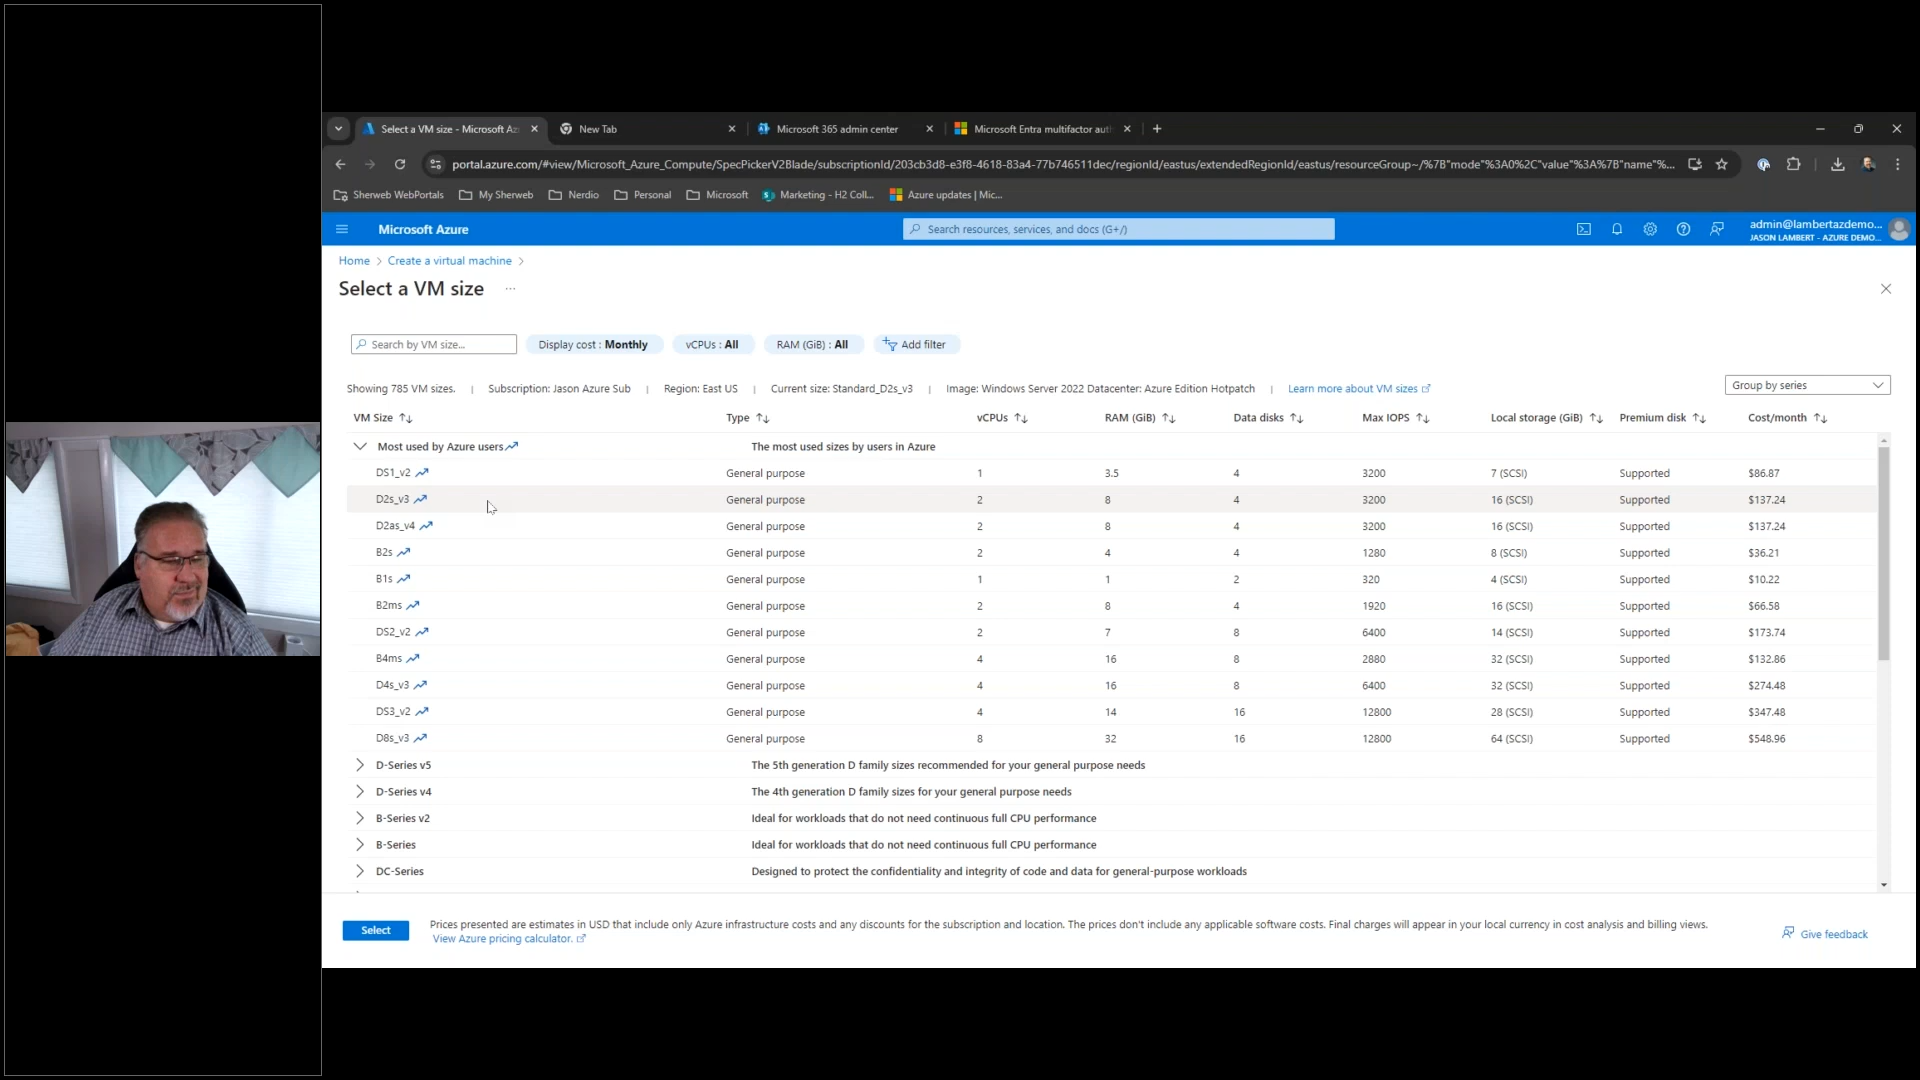 Select a VM size - Microsoft Az
New Tab
Microsoft 365 admin center
Microsoft Entra multifactor aut
portal.azure.com/#view/Microsoft_Azure_Compute/SpecPickerV2Blade/subscriptionId/203cb3d8-e3f8-4618-83a4-77b746511dec/regionId/eastus/extendedRegionId/eastus/resourceGroup~/%7B"mode"%3A0%2C"value"%3A%7B"name"%...
Sherweb WebPortals
My Sherweb
Nerdio
Personal
Microsoft
Marketing - H2 Coll...
Azure updates | Mic...
Microsoft Azure
Search resources, services, and docs (G+/)
admin@lambertazdemo...
JASON LAMBERT - AZURE DEMO...
Home > Create a virtual machine >
Select a VM size ...
Search by VM size...
Display cost : Monthly
vCPUs : All
RAM (GiB) : All
Add filter
Showing 785 VM sizes. | Subscription: Jason Azure Sub | Region: East US | Current size: Standard_D2s_v3 | Image: Windows Server 2022 Datacenter: Azure Edition Hotpatch | Learn more about VM sizes
Group by series
VM Size Type vCPUs RAM (GiB) Data disks Max IOPS Local storage (GiB) Premium disk Cost/month
Most used by Azure users The most used sizes by users in Azure
DS1_v2 General purpose 1 3.5 4 3200 7 (SCSI) Supported $86.87
D2s_v3 General purpose 2 8 4 3200 16 (SCSI) Supported $137.24
D2as_v4 General purpose 2 8 4 3200 16 (SCSI) Supported $137.24
B2s General purpose 2 4 4 1280 8 (SCSI) Supported $36.21
B1s General purpose 1 1 2 320 4 (SCSI) Supported $10.22
B2ms General purpose 2 8 4 1920 16 (SCSI) Supported $66.58
DS2_v2 General purpose 2 7 8 6400 14 (SCSI) Supported $173.74
B4ms General purpose 4 16 8 2880 32 (SCSI) Supported $132.86
D4s_v3 General purpose 4 16 8 6400 32 (SCSI) Supported $274.48
DS3_v2 General purpose 4 14 16 12800 28 (SCSI) Supported $347.48
D8s_v3 General purpose 8 32 16 12800 64 (SCSI) Supported $548.96
D-Series v5 The 5th generation D family sizes recommended for your general purpose needs
D-Series v4 The 4th generation D family sizes for your general purpose needs
B-Series v2 Ideal for workloads that do not need continuous full CPU performance
B-Series Ideal for workloads that do not need continuous full CPU performance
DC-Series Designed to protect the confidentiality and integrity of code and data for general-purpose workloads
Select
Prices presented are estimates in USD that include only Azure infrastructure costs and any discounts for the subscription and location. The prices don't include any applicable software costs. Final charges will appear in your local currency in cost analysis and billing views.
View Azure pricing calculator.
Give feedback